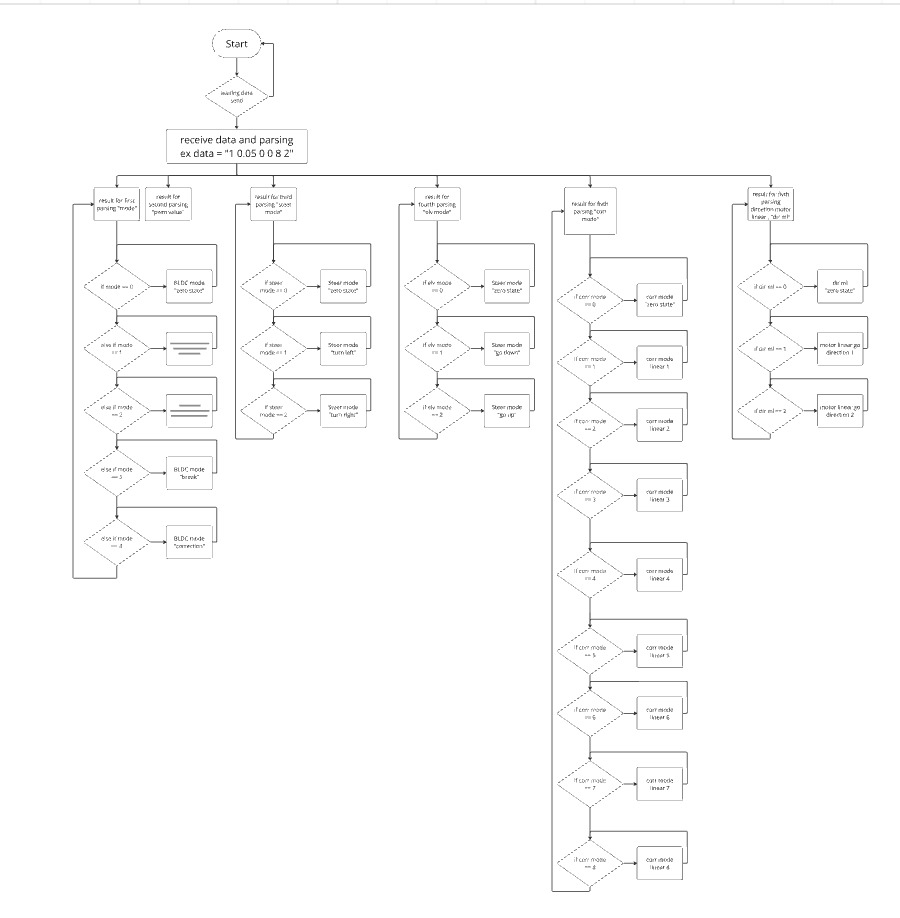 Start
waiting data
send
receive data and parsing
ex data = "1 0.05 0 0 8 2"
result for first
parsing "mode"
result for
second parsing
"pwm value"
result for third
parsing "steer
mode"
result for
fourth parsing
"elv mode"
result for fivth
parsing "corr
mode"
result for fivth
parsing
direction motor
linear , "dir ml"
if mode == 0
BLDC mode
"zero state"
else if mode
== 1
else if mode
== 2
else if mode
== 3
BLDC mode
"break"
else if mode
== 4
BLDC mode
if steer
mode == 0
Steer mode
"zero state"
if steer
mode == 1
Steer mode
"turn left"
if steer
mode == 2
Steer mode
"turn right"
if elv mode
== 0
Steer mode
"zero state"
if elv mode
== 1
Steer mode
"go down"
if elv mode
== 2
Steer mode
"go up"
if corr mode
== 0
corr mode
"zero state"
if corr mode
== 1
corr mode
linear 1
if corr mode
== 2
corr mode
linear 2
if corr mode
== 3
corr mode
linear 3
if corr mode
== 4
corr mode
linear 4
if corr mode
== 5
corr mode
linear 5
if corr mode
== 6
corr mode
linear 6
if corr mode
== 7
corr mode
linear 7
if corr mode
== 8
corr mode
linear
if dir ml == 0
dir ml
"zero state"
if dir ml == 1
motor linear go
direction 1
if dir ml == 2
motor linear go
direction 2